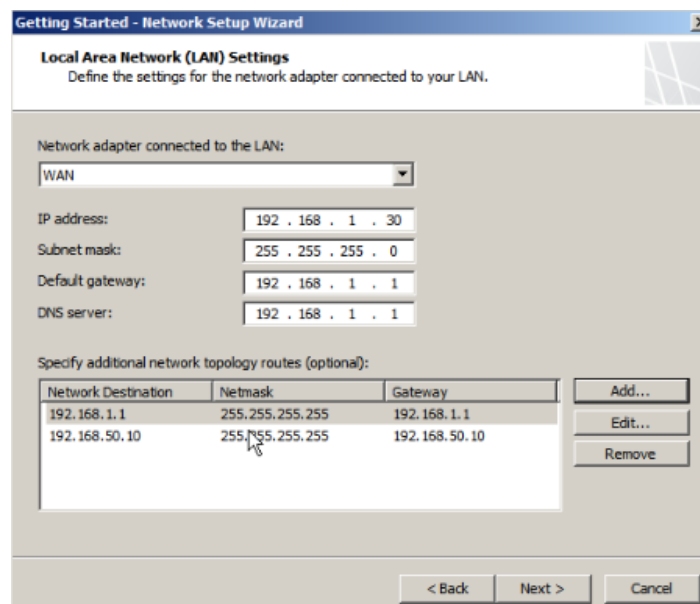 Getting Started - Network Setup Wizard
Local Area Network (LAN) Settings
Define the settings for the network adapter connected to your LAN.
Network adapter connected to the LAN:
WAN
IP address: 192 . 168 . 1 . 30
Subnet mask: 255 . 255 . 255 . 0
Default gateway: 192 . 168 . 1 . 1
DNS server: 192 . 168 . 1 . 1
Specify additional network topology routes (optional):
Network Destination Netmask Gateway Add...
192.168.1.1 255.255.255.255 192.168.1.1 Edit...
192.168.50.10 255.255.255.255 192.168.50.10
Remove
< Back Next > Cancel